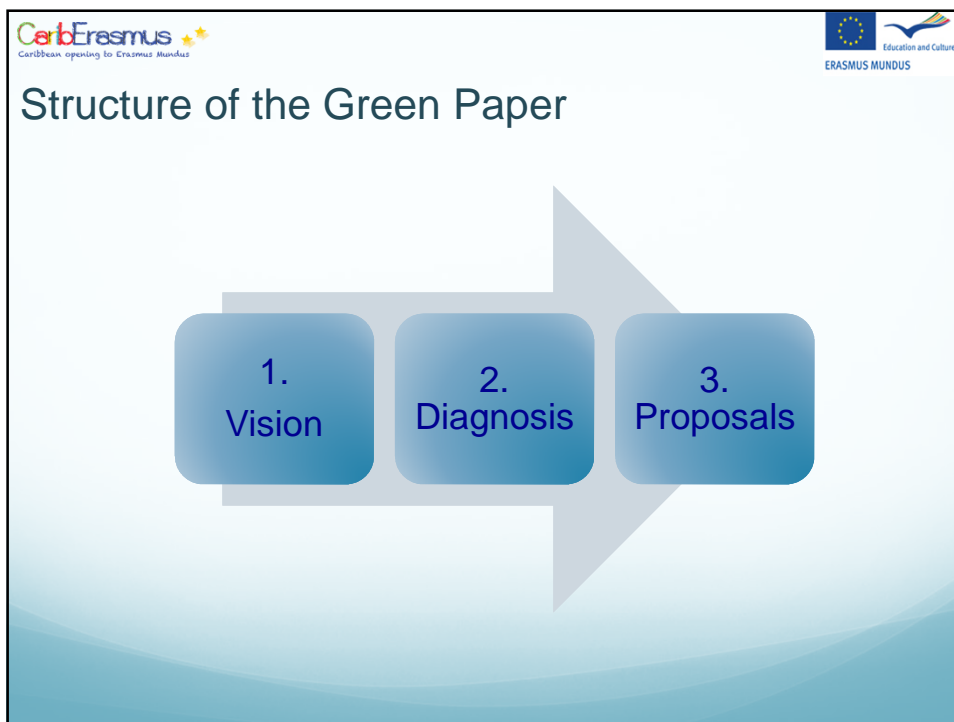 CaribErasmus
Caribbean opening to Erasmus Mundus
Education and Culture
ERASMUS MUNDUS
Structure of the Green Paper
1.
Vision
2.
Diagnosis
3.
Proposals